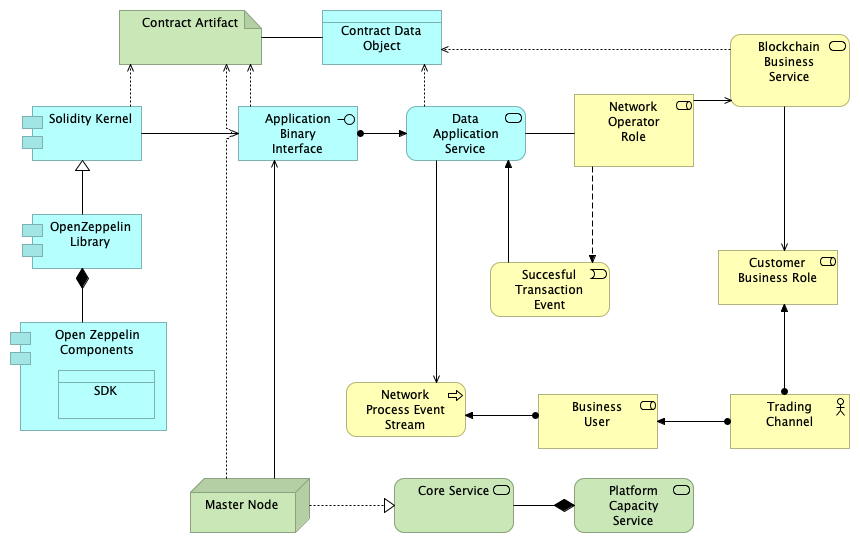 Contract Artifact
Contract Data
Object
Blockchain
Business
Service
Solidity Kernel
Application
Binary
Interface
Data
Application
Service
Network
Operator
Role
OpenZeppelin
Library
Succesful
Transaction
Event
Customer
Business Role
Open Zeppelin
Components
SDK
Network
Process Event
Stream
Business
User
Trading
Channel
Master Node
Core Service
Platform
Capacity
Service